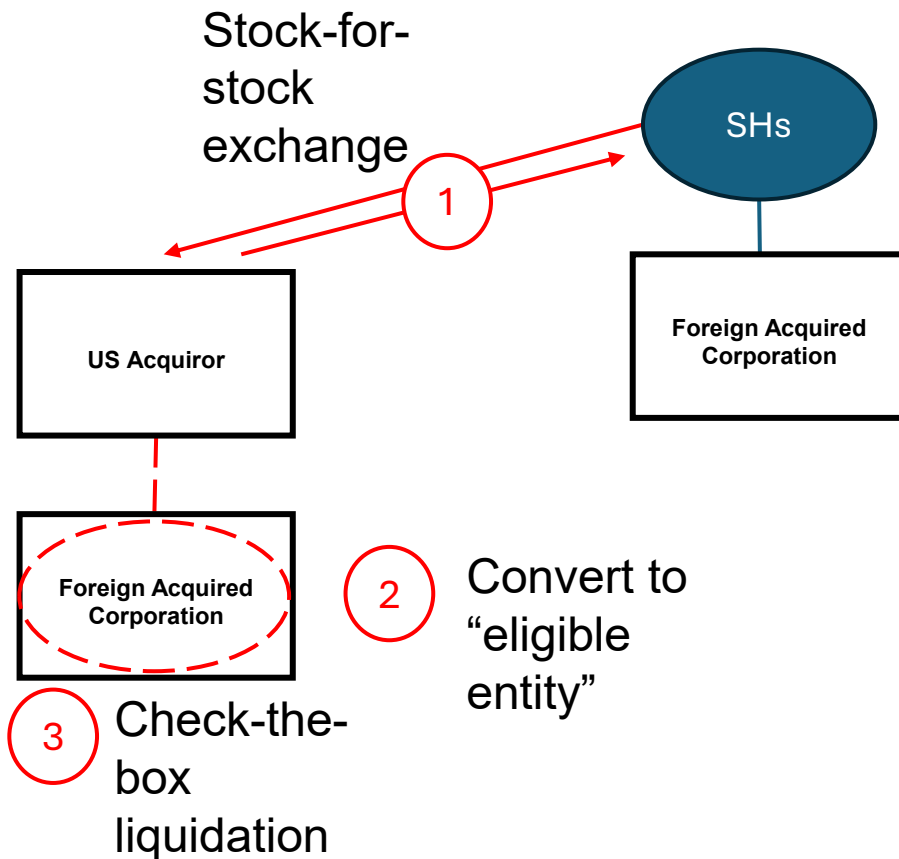 Stock-for-
stock
exchange
SHs
1
US Acquiror
Foreign Acquired
Corporation
Foreign Acquired
Corporation
2
Convert to
“eligible
entity”
3
Check-the-
box
liquidation